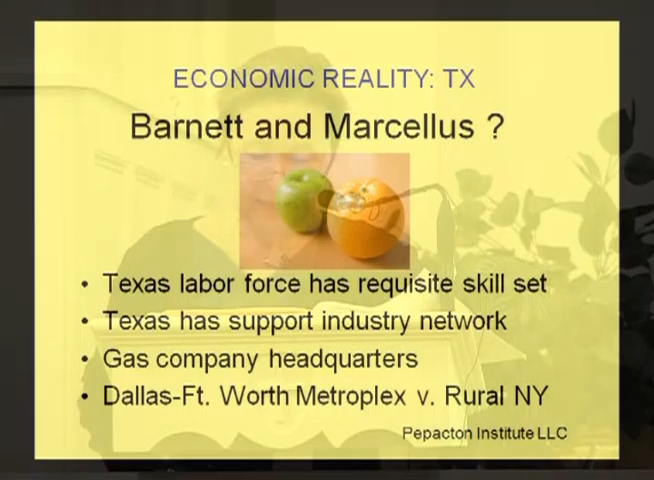 ECONOMIC REALITY: TX
Barnett and Marcellus ?
• Texas labor force has requisite skill set
• Texas has support industry network
• Gas company headquarters
• Dallas-Ft. Worth Metroplex v. Rural NY
Pepacton Institute LLC